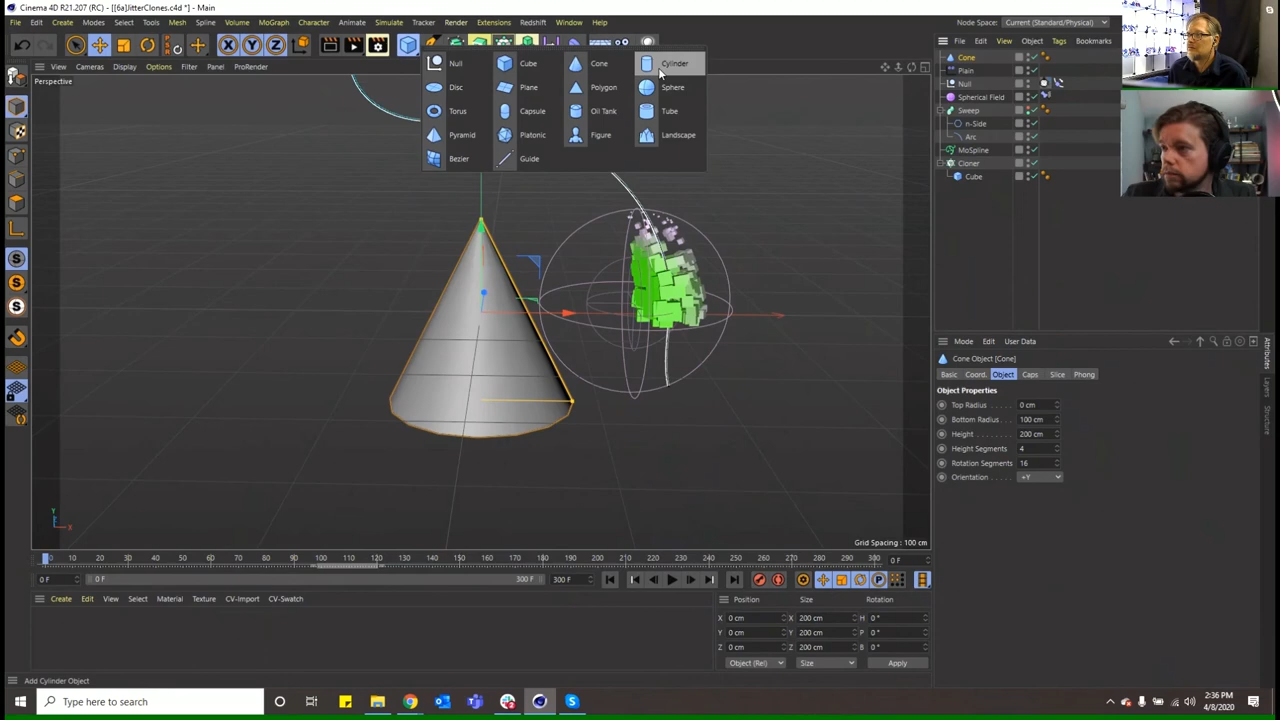 Cinema 4D R21.207 (RC) - [[6a]JitterClones.c4d *] - Main
File Edit Create Modes Select Tools Mesh Spline Volume MoGraph Character Animate Simulate Tracker Render Extensions Redshift Window Help
Node Space: Current (Standard/Physical)
File Edit View Object Tags Bookmarks
View Cameras Display Options Filter Panel ProRender
Perspective
Null Cube Cone Cylinder
Disc Plane Polygon Sphere
Torus Capsule Oil Tank Tube
Pyramid Platonic Figure Landscape
Bezier Guide
Cone
Plain
Null
Spherical Field
Sweep
n-Side
Arc
MoSpline
Cloner
Cube
Mode Edit User Data
Cone Object [Cone]
Basic Coord. Object Caps Slice Phong
Object Properties
Top Radius 0 cm
Bottom Radius 100 cm
Height 200 cm
Height Segments 4
Rotation Segments 16
Orientation +Y
Attributes
Layers
Structure
Y
X
Grid Spacing : 100 cm
0 10 20 30 40 50 60 70 80 90 100 110 120 130 140 150 160 170 180 190 200 210 220 230 240 250 260 270 280 290 300 0 F
0 F 0 F 300 F 300 F
Create Edit View Select Material Texture CV-Import CV-Swatch
Position Size Rotation
X 0 cm X 200 cm H 0 °
Y 0 cm Y 200 cm P 0 °
Z 0 cm Z 200 cm B 0 °
Object (Rel) Size Apply
Add Cylinder Object
Type here to search
2:36 PM
4/8/2020